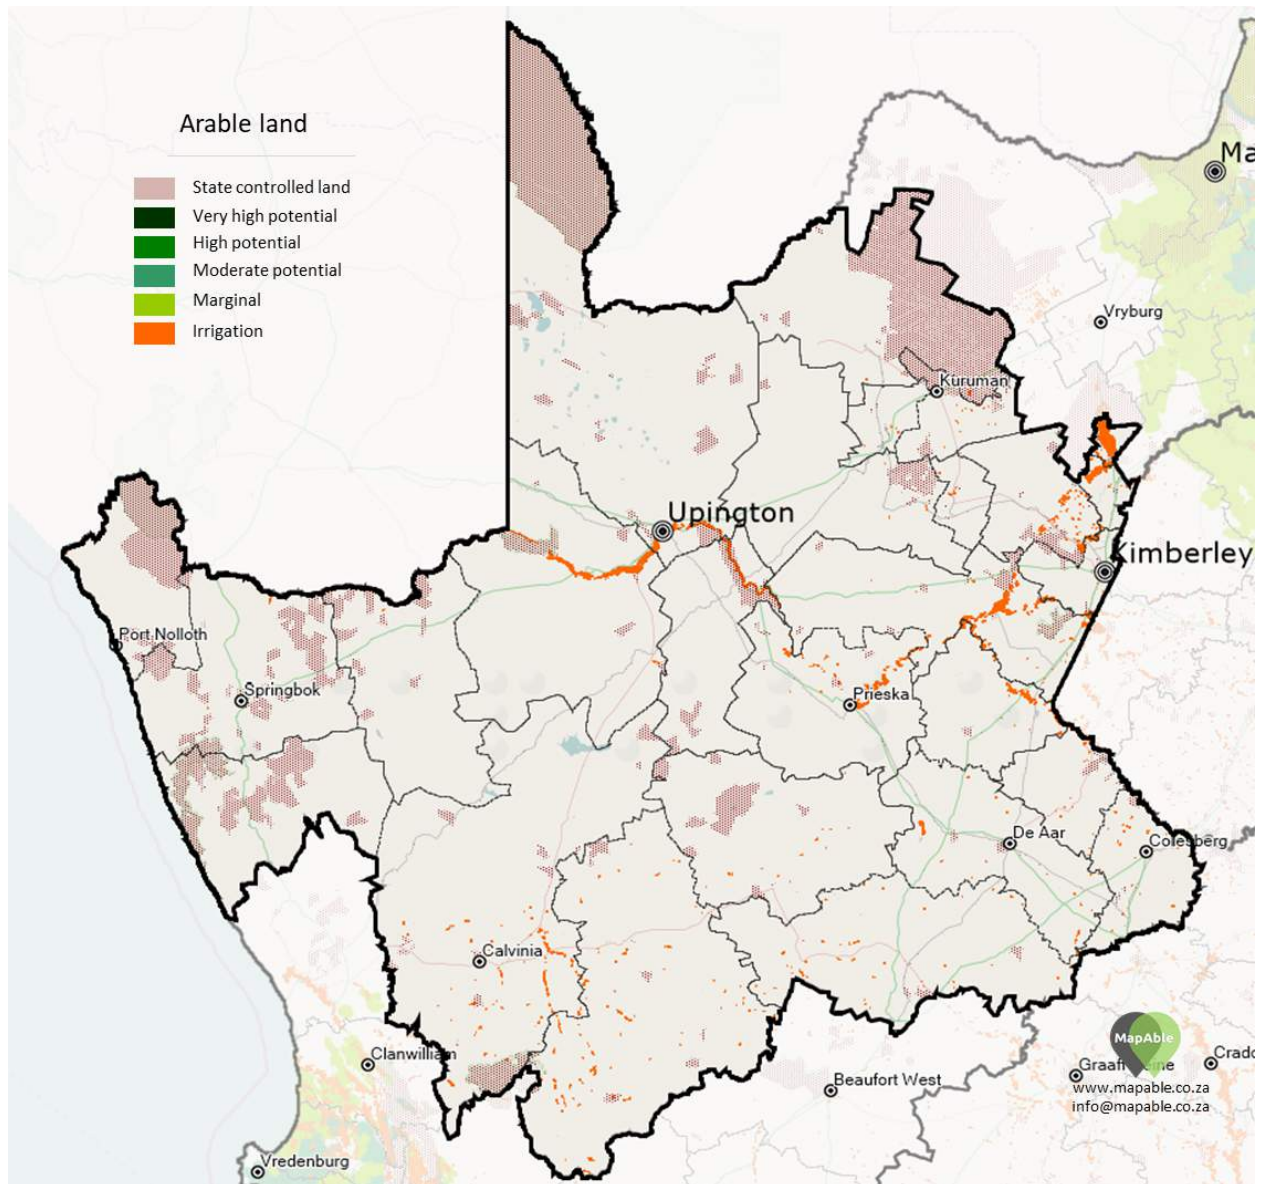 Arable land
State controlled land
Very high potential
High potential
Moderate potential
Marginal
Irrigation
Ma
Vryburg
Kuruman
Upington
Kimberley
Port Nolloth
Springbok
Prieska
De Aar
Colesberg
Calvinia
Clanwilliam
MapAble
Beaufort West
Crado
www.mapable.co.za
info@mapable.co.za
Vredenburg